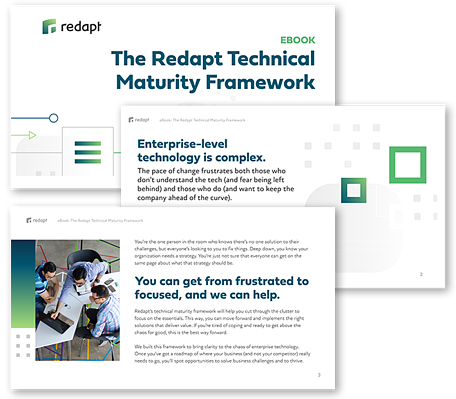 redapt
EBOOK
The Redapt Technical
Maturity Framework
redapt
eBook: The Redapt Technical Maturity Framework
Enterprise-level
technology is complex.
The pace of change frustrates both those who
don't understand the tech (and fear being left
behind) and those who do (and want to keep the
company ahead of the curve).
2
redapt
eBook: The Redapt Technical Maturity Framework
You're the one person in the room who knows there's no one solution to their
challenges, but everyone's looking to you to fix things. Deep down, you know your
organization needs a strategy. You're just not sure that everyone can get on the
same page about what that strategy should be.
You can get from frustrated to
focused, and we can help.
Redapt's technical maturity framework will help you cut through the clutter to
focus on the essentials. This way, you can move forward and implement the right
solutions that deliver value. If you're tired of coping and ready to get above the
chaos for good, this is the best way forward.
We built this framework to bring clarity to the chaos of enterprise technology.
Once you've got a roadmap of where your business (and not your competitor) really
needs to go, you'll spot opportunities to solve business challenges and to thrive.
3